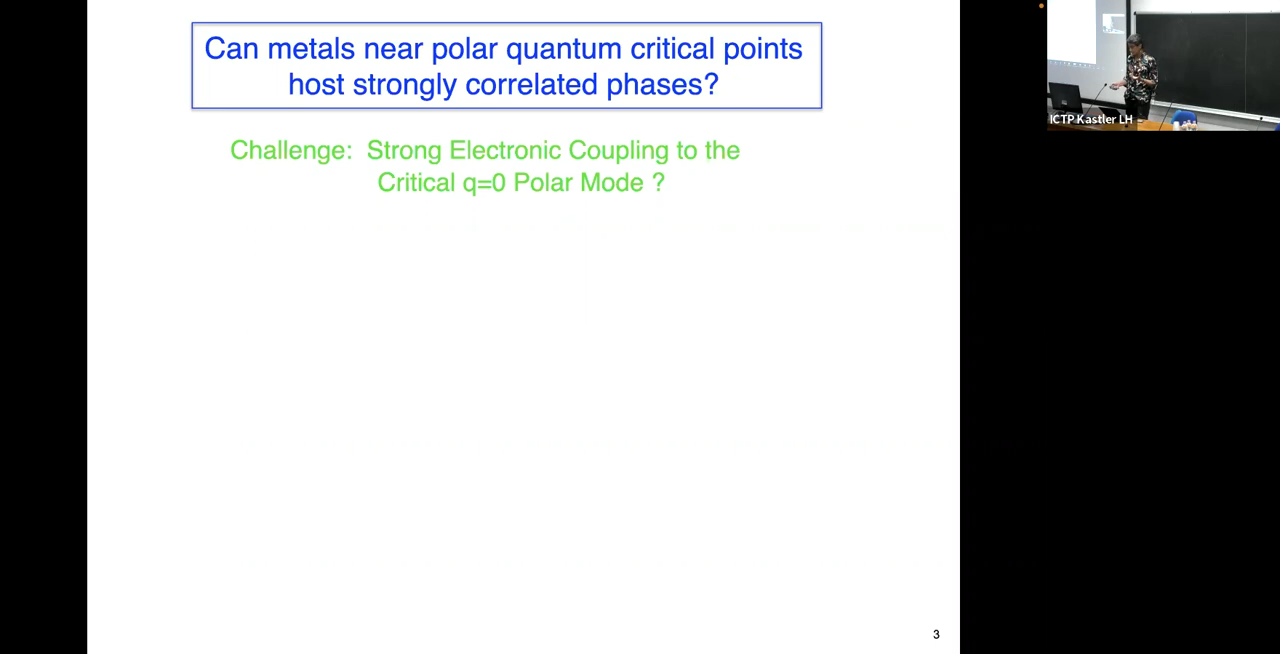 Can metals near polar quantum critical points
host strongly correlated phases?
Challenge: Strong Electronic Coupling to the
Critical q=0 Polar Mode ?
3
ICTP Kastler LH